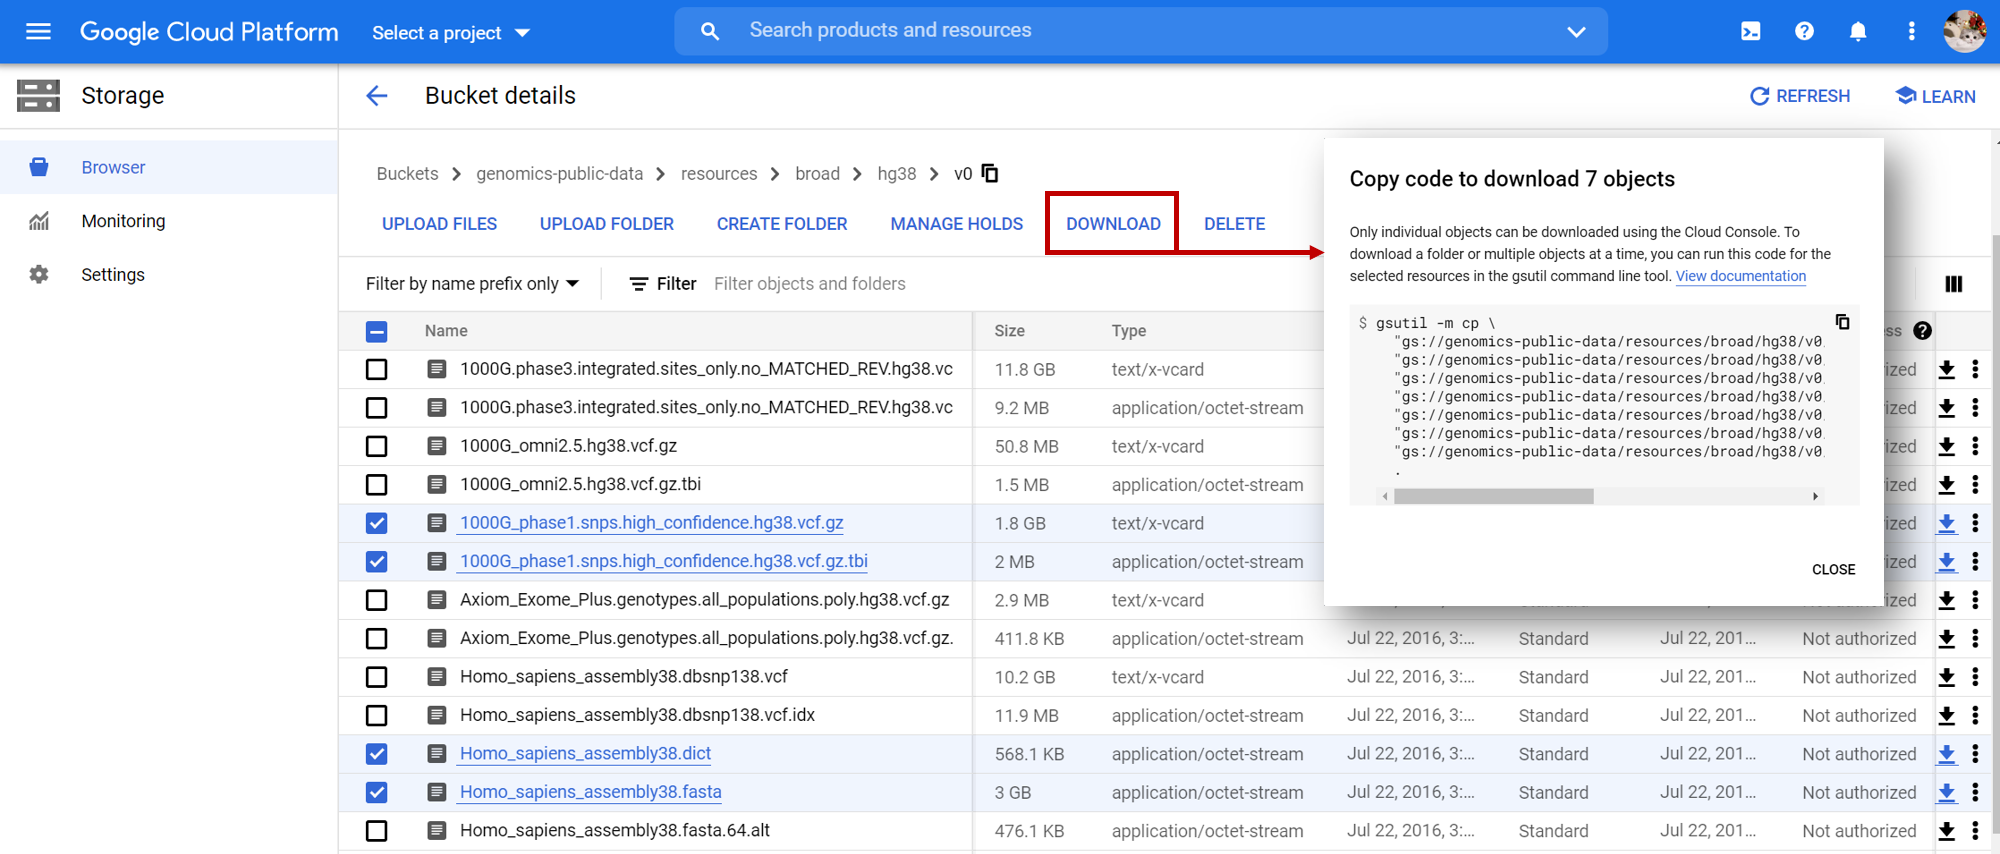 Google Cloud Platform Select a project Search products and resources
Storage Bucket details REFRESH LEARN
Browser
Monitoring
Settings
Buckets genomics-public-data resources broad hg38 v0
UPLOAD FILES UPLOAD FOLDER CREATE FOLDER MANAGE HOLDS DOWNLOAD DELETE
Filter by name prefix only Filter Filter objects and folders
Name Size Type ss
1000G.phase3.integrated.sites_only.no_MATCHED_REV.hg38.vc 11.8 GB text/x-vcard ized
1000G.phase3.integrated.sites_only.no_MATCHED_REV.hg38.vc 9.2 MB application/octet-stream ized
1000G_omni2.5.hg38.vcf.gz 50.8 MB text/x-vcard ized
1000G_omni2.5.hg38.vcf.gz.tbi 1.5 MB application/octet-stream ized
1000G_phase1.snps.high_confidence.hg38.vcf.gz 1.8 GB text/x-vcard ized
1000G_phase1.snps.high_confidence.hg38.vcf.gz.tbi 2 MB application/octet-stream ized
Axiom_Exome_Plus.genotypes.all_populations.poly.hg38.vcf.gz 2.9 MB text/x-vcard ized
Axiom_Exome_Plus.genotypes.all_populations.poly.hg38.vcf.gz. 411.8 KB application/octet-stream Jul 22, 2016, 3:... Standard Jul 22, 201... Not authorized
Homo_sapiens_assembly38.dbsnp138.vcf 10.2 GB text/x-vcard Jul 22, 2016, 3:... Standard Jul 22, 201... Not authorized
Homo_sapiens_assembly38.dbsnp138.vcf.idx 11.9 MB application/octet-stream Jul 22, 2016, 3:... Standard Jul 22, 201... Not authorized
Homo_sapiens_assembly38.dict 568.1 KB application/octet-stream Jul 22, 2016, 3:... Standard Jul 22, 201... Not authorized
Homo_sapiens_assembly38.fasta 3 GB application/octet-stream Jul 22, 2016, 3:... Standard Jul 22, 201... Not authorized
Homo_sapiens_assembly38.fasta.64.alt 476.1 KB application/octet-stream Jul 22, 2016, 3:... Standard Jul 22, 201... Not authorized
Copy code to download 7 objects
Only individual objects can be downloaded using the Cloud Console. To
download a folder or multiple objects at a time, you can run this code for the
selected resources in the gsutil command line tool. View documentation
$ gsutil -m cp \
"gs://genomics-public-data/resources/broad/hg38/v0
"gs://genomics-public-data/resources/broad/hg38/v0
"gs://genomics-public-data/resources/broad/hg38/v0
"gs://genomics-public-data/resources/broad/hg38/v0
"gs://genomics-public-data/resources/broad/hg38/v0
"gs://genomics-public-data/resources/broad/hg38/v0
"gs://genomics-public-data/resources/broad/hg38/v0
.
CLOSE